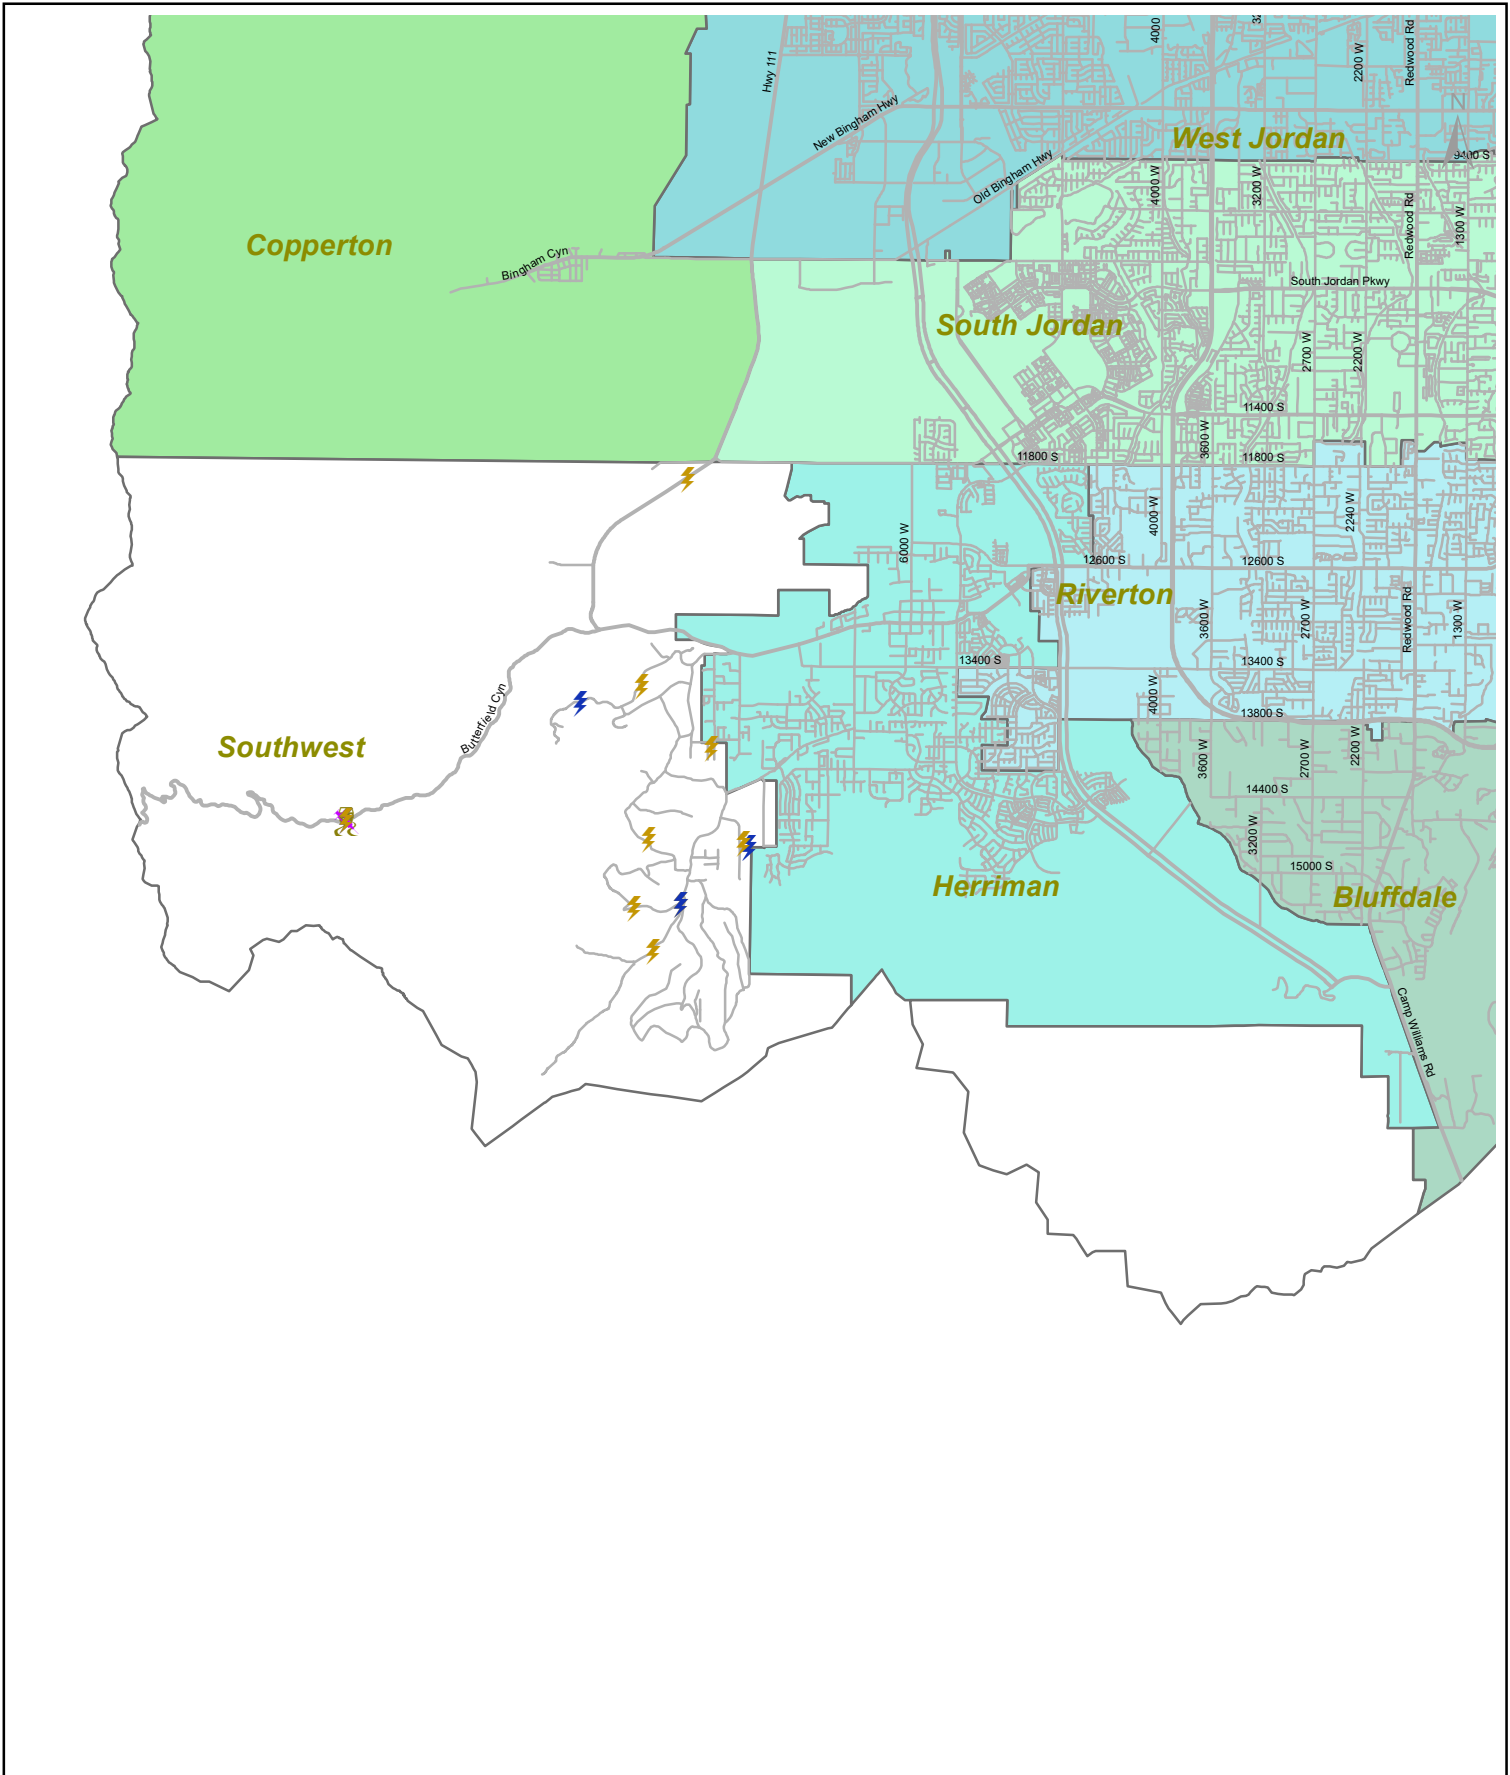 4000
32
2200 W
Redwood Rd
Hwy 111
New Bingham Hwy
N
West Jordan
9400 S
Old Bingham Hwy
4000 W
3200 W
Redwood Rd
1300 W
Copperton
Bingham Cyn
South Jordan Pkwy
South Jordan
2700 W
2200 W
11400 S
3600 W
11800 S
11800 S
4000 W
2240 W
6000 W
12600 S
12600 S
Riverton
3600 W
2700 W
Redwood Rd
1300 W
13400 S
13400 S
4000 W
13800 S
Butterfield Cyn
Southwest
3600 W
2700 W
2200 W
14400 S
3200 W
15000 S
Herriman
Bluffdale
Camp Williams Rd